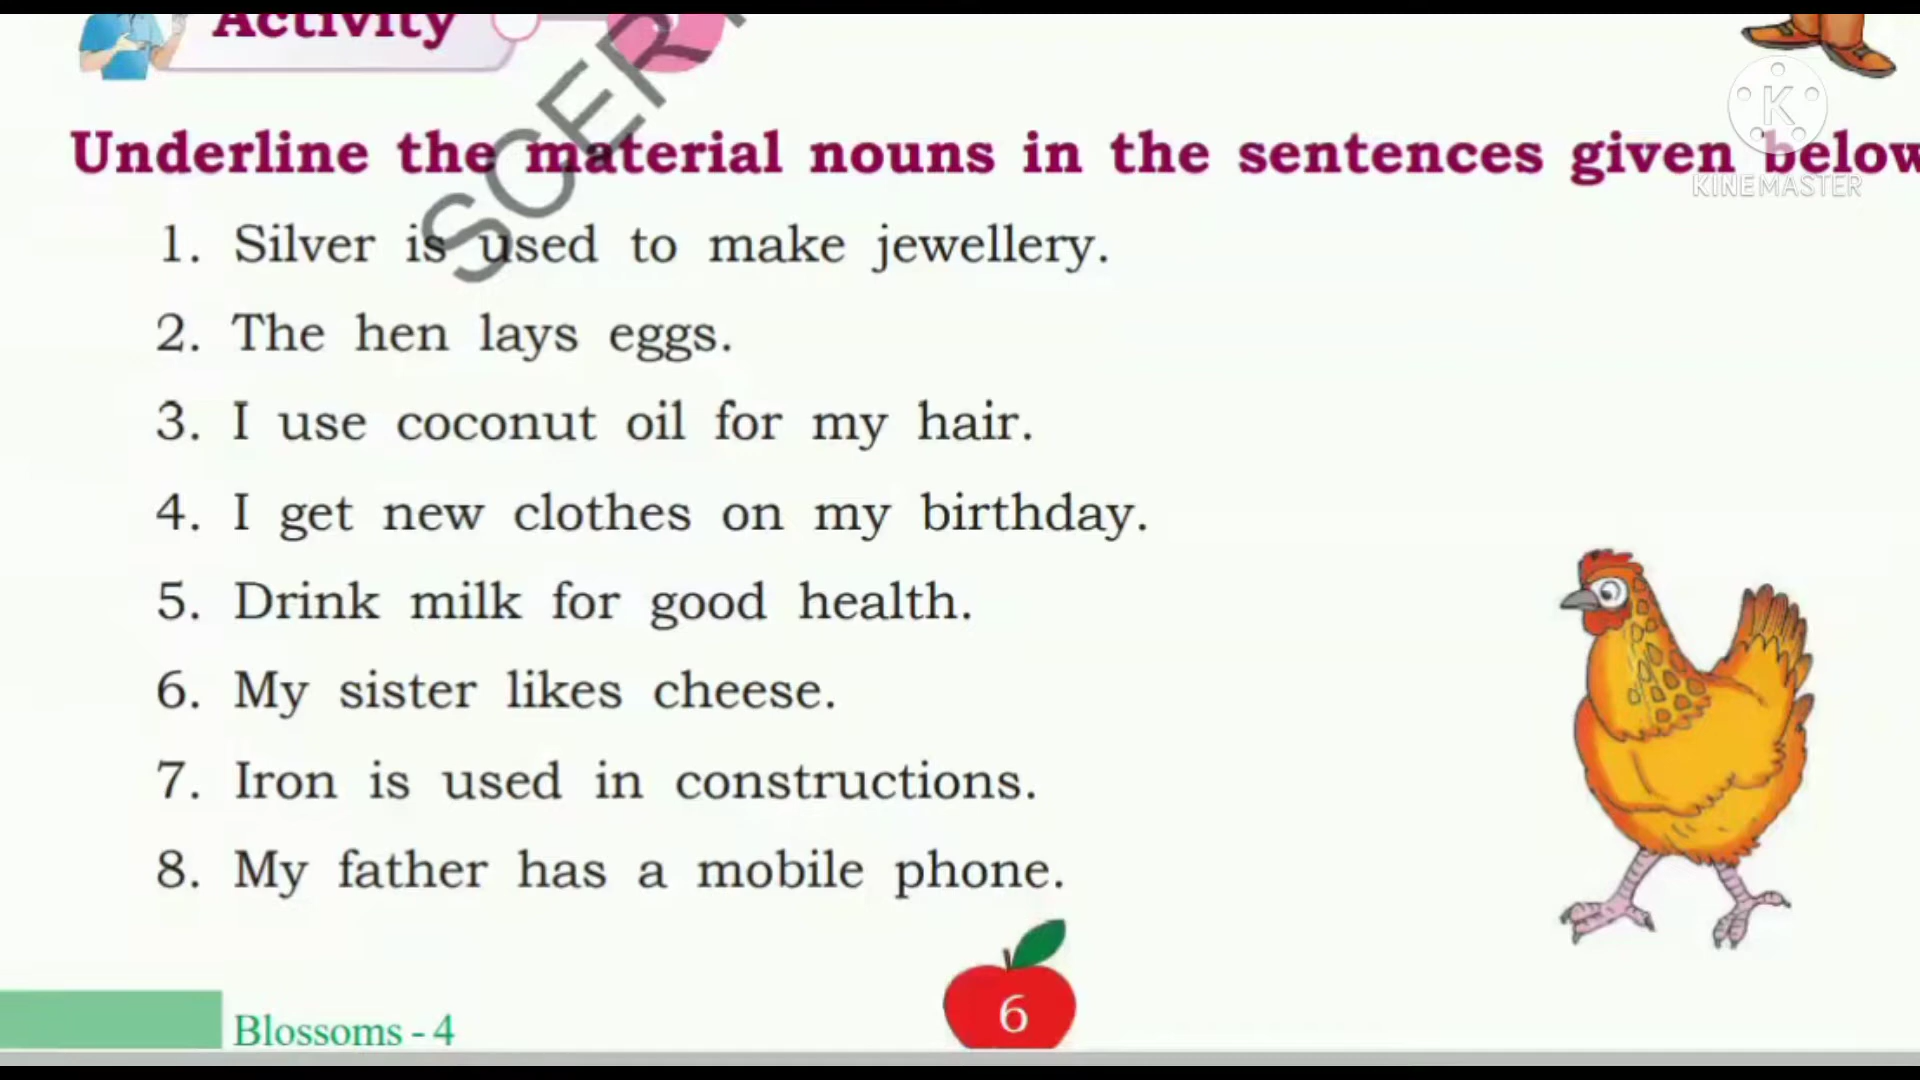 Activity
Underline the material nouns in the sentences given below
1. Silver is used to make jewellery.
2. The hen lays eggs.
3. I use coconut oil for my hair.
4. I get new clothes on my birthday.
5. Drink milk for good health.
6. My sister likes cheese.
7. Iron is used in constructions.
8. My father has a mobile phone.
Blossoms - 4
6
SCER
K
KINEMASTER